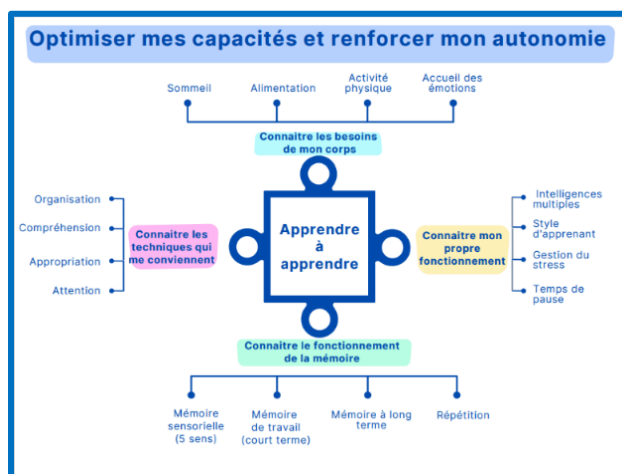 Optimiser mes capacités et renforcer mon autonomie
Sommeil
Alimentation
Activité
physique
Accueil des
émotions
Connaitre les besoins
de mon corps
Organisation
Compréhension
Appropriation
Attention
Connaitre les
techniques qui
me conviennent
Apprendre
à
apprendre
Connaitre mon
propre
fonctionnement
Intelligences
multiples
Style
d'apprenant
Gestion du
stress
Temps de
pause
Connaitre le fonctionnement
de la mémoire
Mémoire
sensorielle
(5 sens)
Mémoire
de travail
(court terme)
Mémoire à long
terme
Répétition